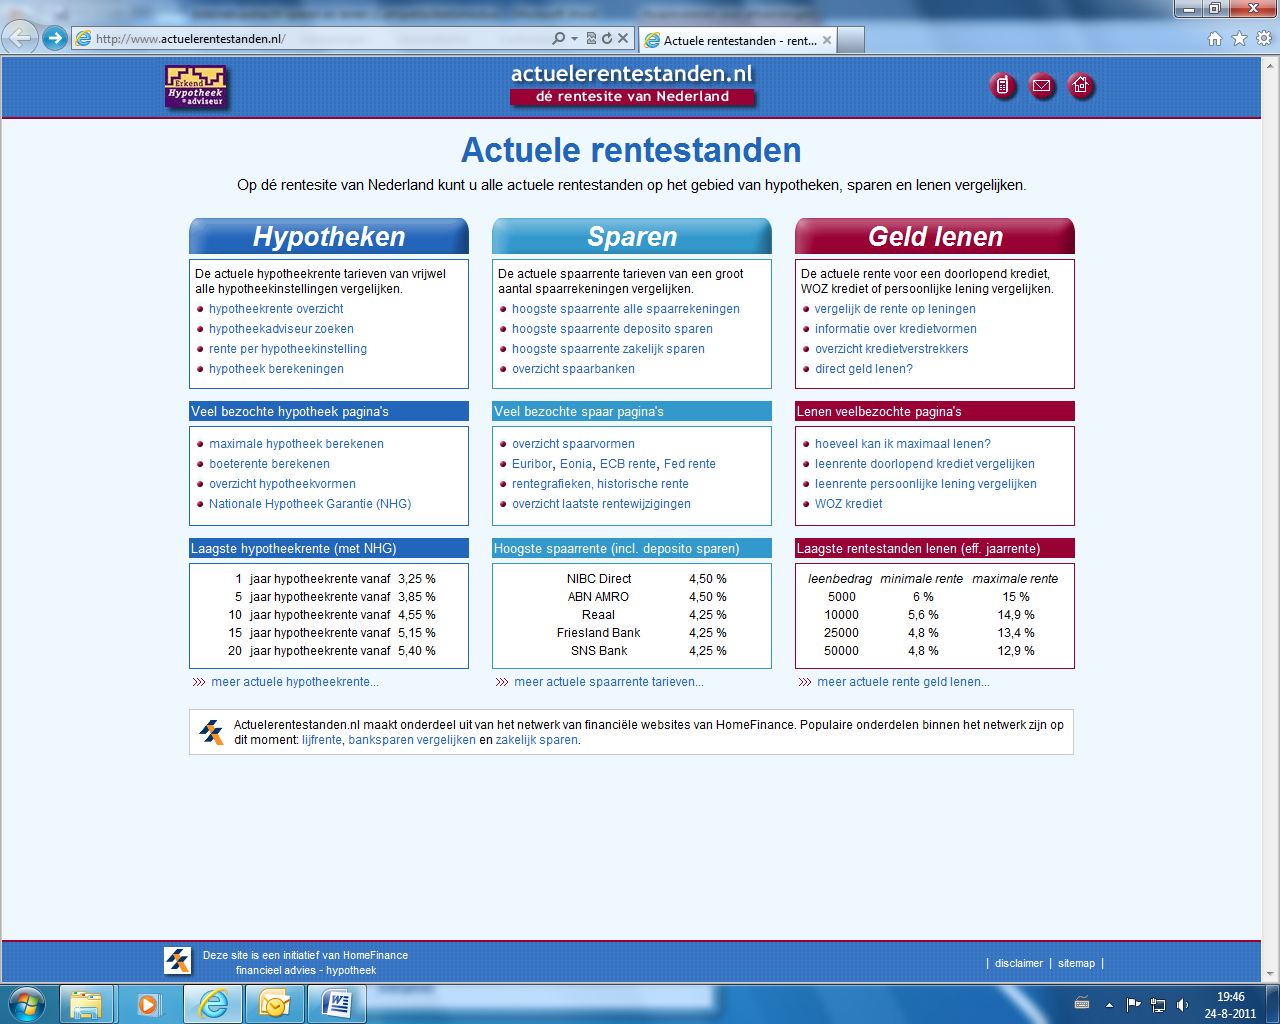 http://www.actuelerentestanden.nl/
Actuele rentestanden - rent...
Erkend
Hypotheek
adviseur
actuelerentestanden.nl
dé rentesite van Nederland
Actuele rentestanden
Op dé rentesite van Nederland kunt u alle actuele rentestanden op het gebied van hypotheken, sparen en lenen vergelijken.
Hypotheken
De actuele hypotheekrente tarieven van vrijwel
alle hypotheekinstellingen vergelijken.
hypotheekrente overzicht
hypotheekadviseur zoeken
rente per hypotheekinstelling
hypotheek berekeningen
Veel bezochte hypotheek pagina's
maximale hypotheek berekenen
boeterente berekenen
overzicht hypotheekvormen
Nationale Hypotheek Garantie (NHG)
Laagste hypotheekrente (met NHG)
1 jaar hypotheekrente vanaf 3,25 %
5 jaar hypotheekrente vanaf 3,85 %
10 jaar hypotheekrente vanaf 4,55 %
15 jaar hypotheekrente vanaf 5,15 %
20 jaar hypotheekrente vanaf 5,40 %
meer actuele hypotheekrente...
Sparen
De actuele spaarrente tarieven van een groot
aantal spaarrekeningen vergelijken.
hoogste spaarrente alle spaarrekeningen
hoogste spaarrente deposito sparen
hoogste spaarrente zakelijk sparen
overzicht spaarbanken
Veel bezochte spaar pagina's
overzicht spaarvormen
Euribor, Eonia, ECB rente, Fed rente
rentegrafieken, historische rente
overzicht laatste rentewijzigingen
Hoogste spaarrente (incl. deposito sparen)
NIBC Direct 4,50 %
ABN AMRO 4,50 %
Reaal 4,25 %
Friesland Bank 4,25 %
SNS Bank 4,25 %
meer actuele spaarrente tarieven...
Geld lenen
De actuele rente voor een doorlopend krediet,
WOZ krediet of persoonlijke lening vergelijken.
vergelijk de rente op leningen
informatie over kredietvormen
overzicht kredietverstrekkers
direct geld lenen?
Lenen veelbezochte pagina's
hoeveel kan ik maximaal lenen?
leenrente doorlopend krediet vergelijken
leenrente persoonlijke lening vergelijken
WOZ krediet
Laagste rentestanden lenen (eff. jaarrente)
leenbedrag minimale rente maximale rente
5000 6 % 15 %
10000 5,6 % 14,9 %
25000 4,8 % 13,4 %
50000 4,8 % 12,9 %
meer actuele rente geld lenen...
Actuelerentestanden.nl maakt onderdeel uit van het netwerk van financiële websites van HomeFinance. Populaire onderdelen binnen het netwerk zijn op
dit moment: lijfrente, banksparen vergelijken en zakelijk sparen.
Deze site is een initiatief van HomeFinance
financieel advies - hypotheek
| disclaimer | sitemap |
19:46
24-8-2011